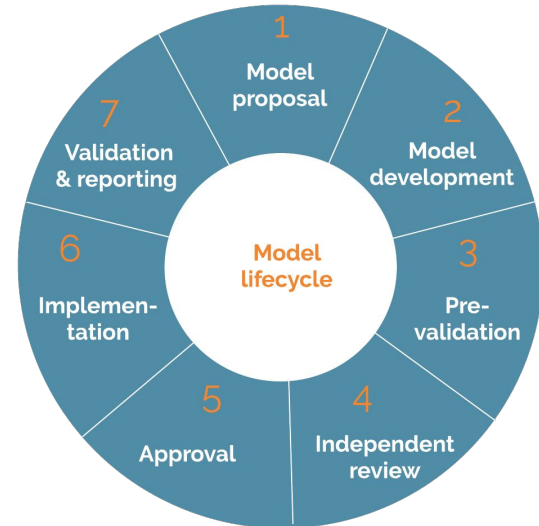 1
Model
proposal
2
Model
development
3
Pre-
validation
4
Independent
review
5
Approval
6
Implemen-
tation
7
Validation
& reporting
Model
lifecycle